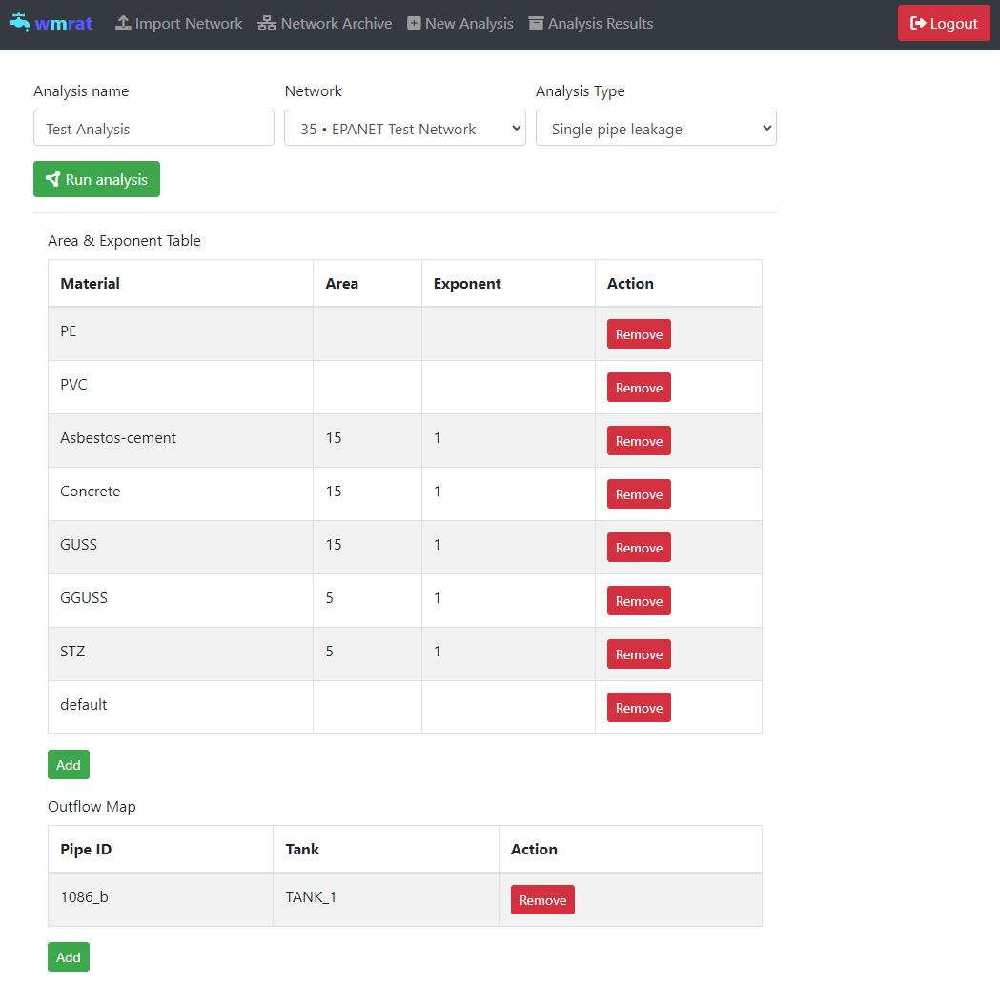 wmrat Import Network Network Archive New Analysis Analysis Results Logout
Analysis name Network Analysis Type
Test Analysis 35 • EPANET Test Network Single pipe leakage
Run analysis
Area & Exponent Table
Material Area Exponent Action
PE Remove
PVC Remove
Asbestos-cement 15 1 Remove
Concrete 15 1 Remove
GUSS 15 1 Remove
GGUSS 5 1 Remove
STZ 5 1 Remove
default Remove
Add
Outflow Map
Pipe ID Tank Action
1086_b TANK_1 Remove
Add